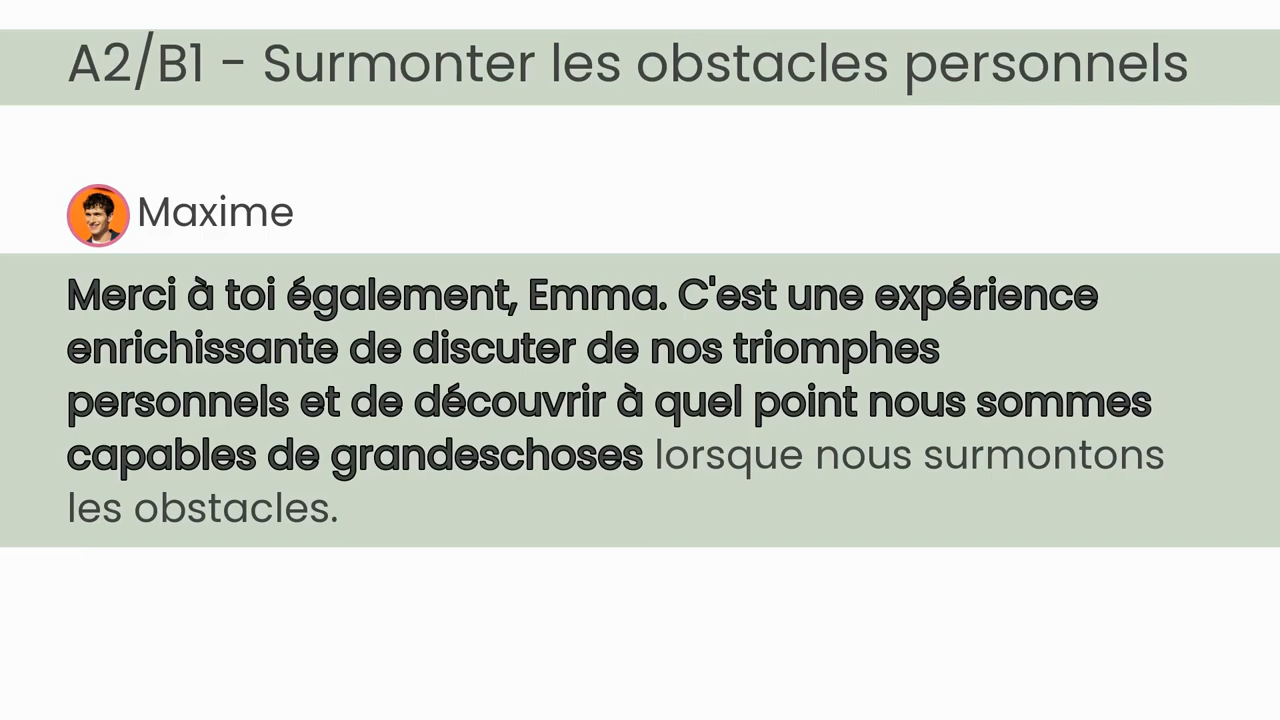 A2/B1 - Surmonter les obstacles personnels
Maxime
Merci à toi également, Emma. C'est une expérience
enrichissante de discuter de nos triomphes
personnels et de découvrir à quel point nous sommes
capables de grandeschoses lorsque nous surmontons
les obstacles.